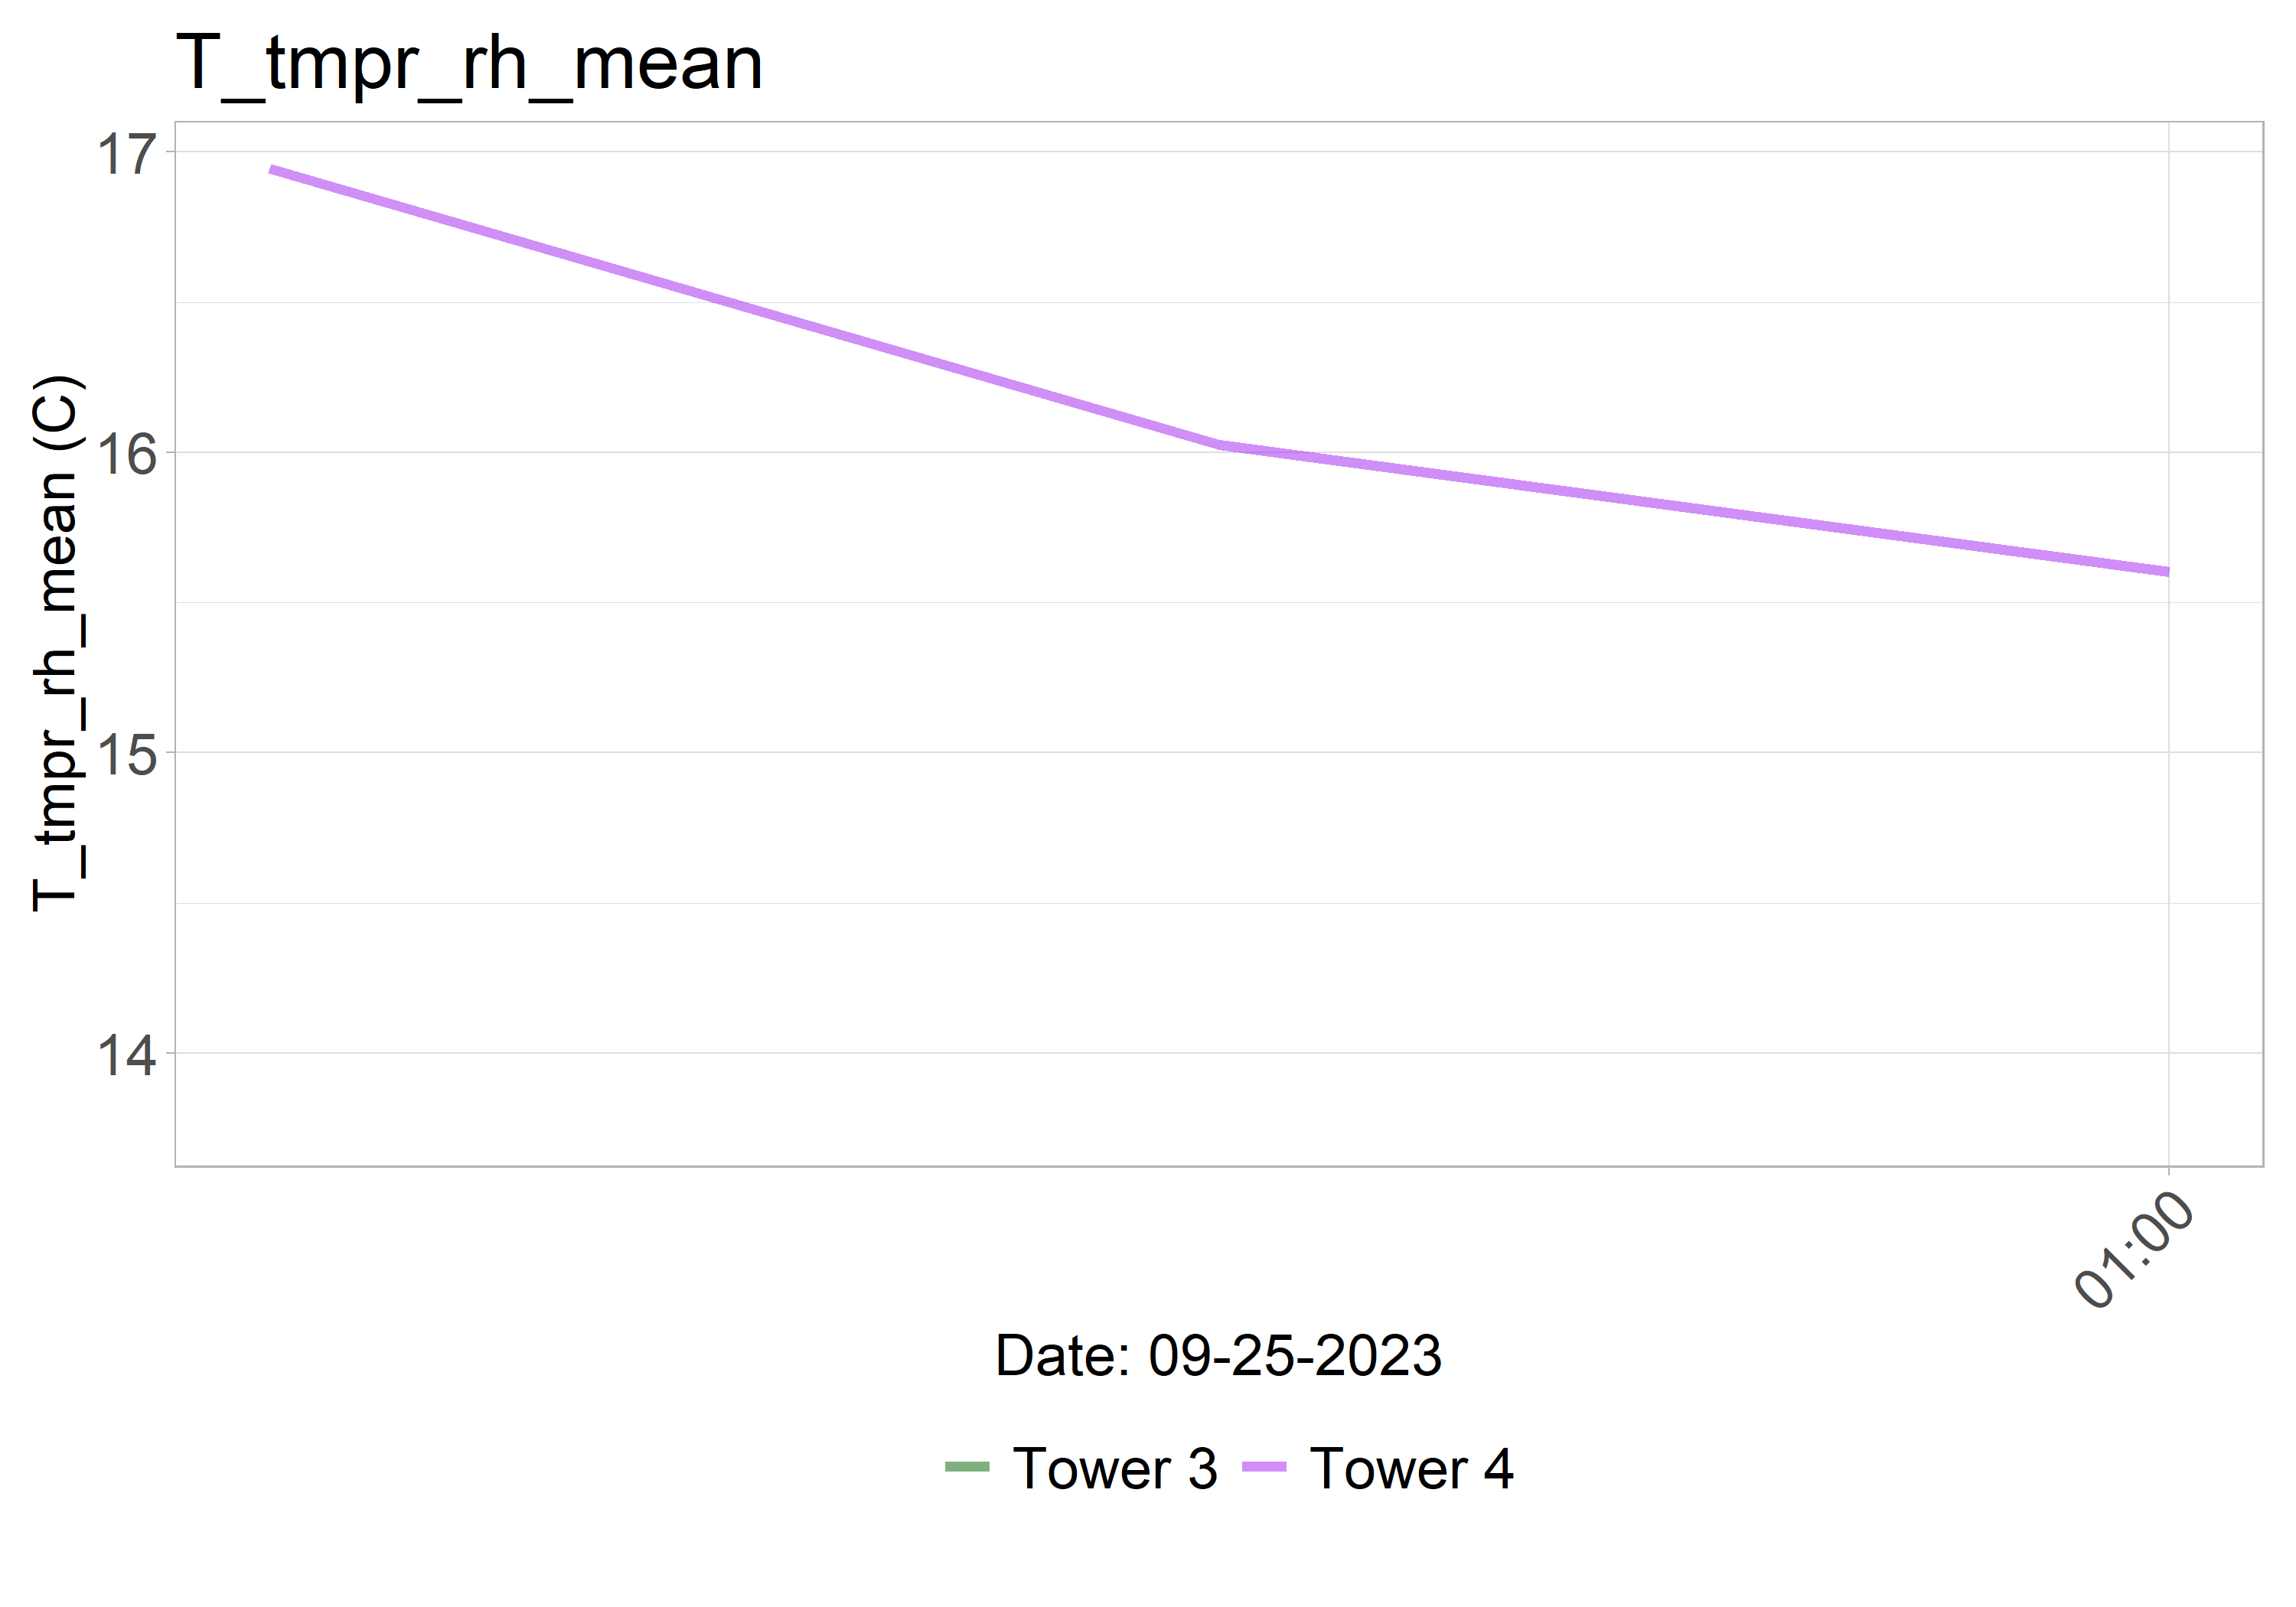 T_tmpr_rh_mean
T_tmpr_rh_mean (C)
17
16
15
14
01:00
Date: 09-25-2023
Tower 3 Tower 4